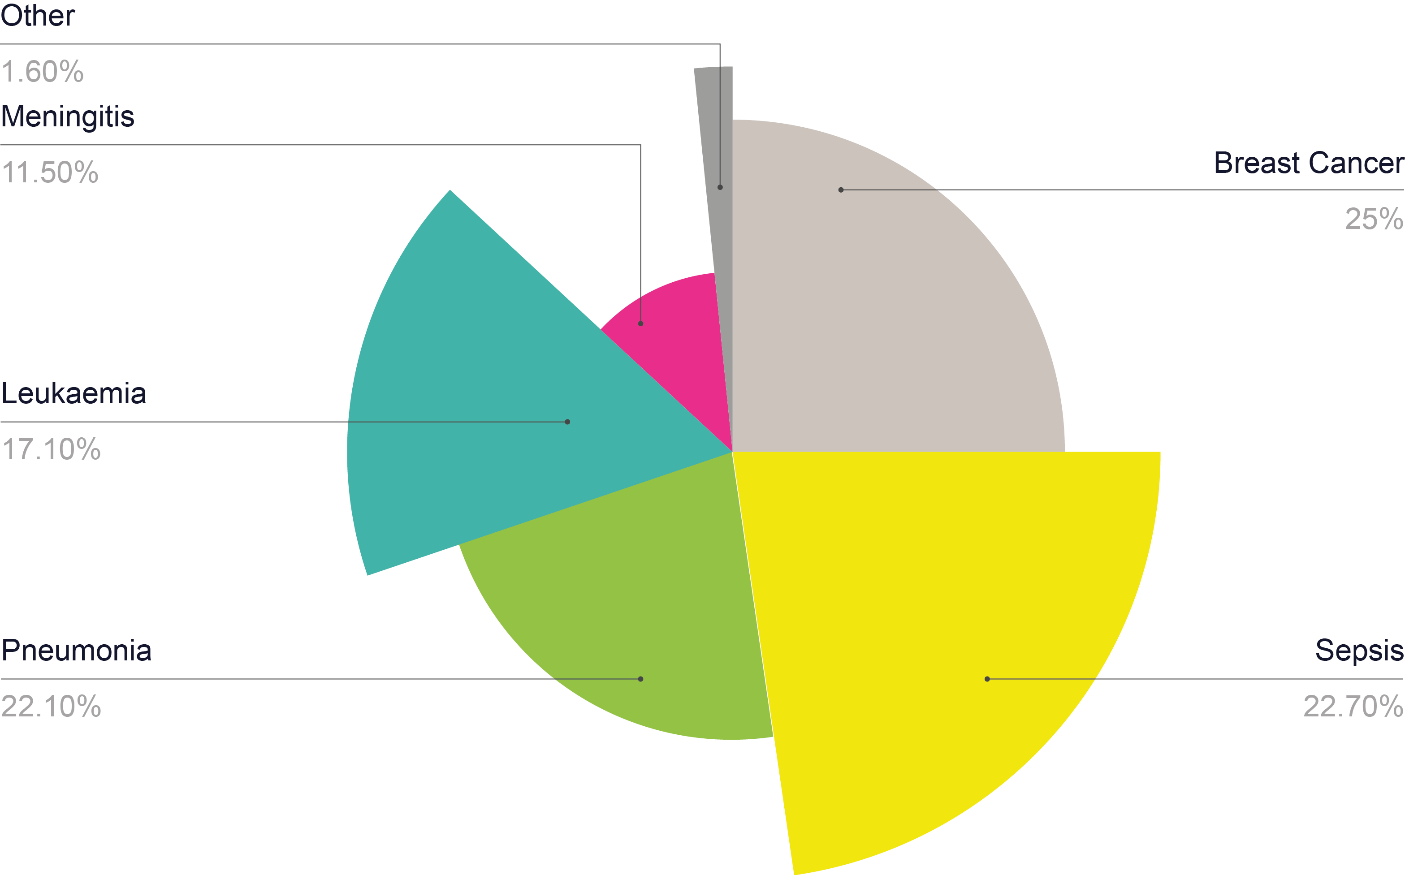 Other
1.60%
Meningitis
11.50%
Breast Cancer
25%
Leukaemia
17.10%
Pneumonia
22.10%
Sepsis
22.70%